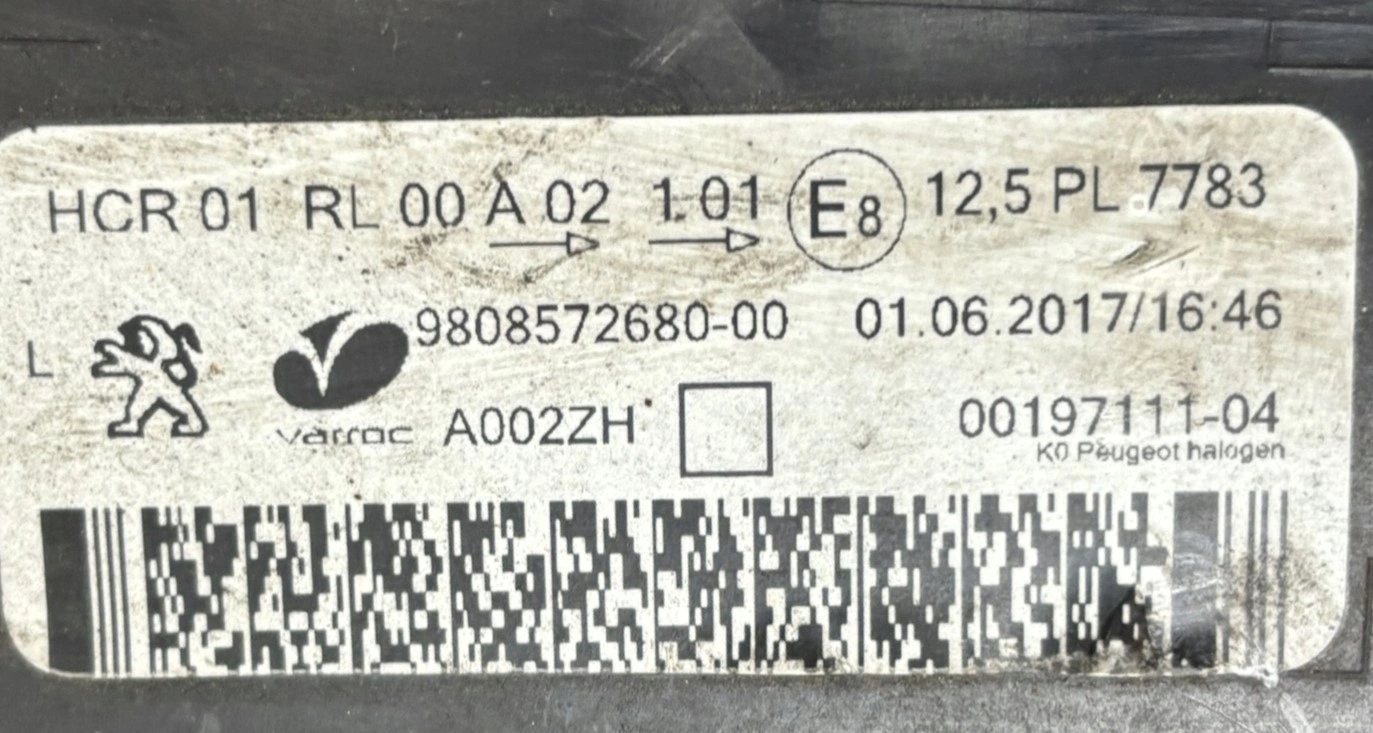 HCR 01 RL 00 A 02 1.01 E8 12,5 PL 7783
9808572680-00 01.06.2017/16:46
L
varroc A002ZH 00197111-04
K0 Peugeot halogen